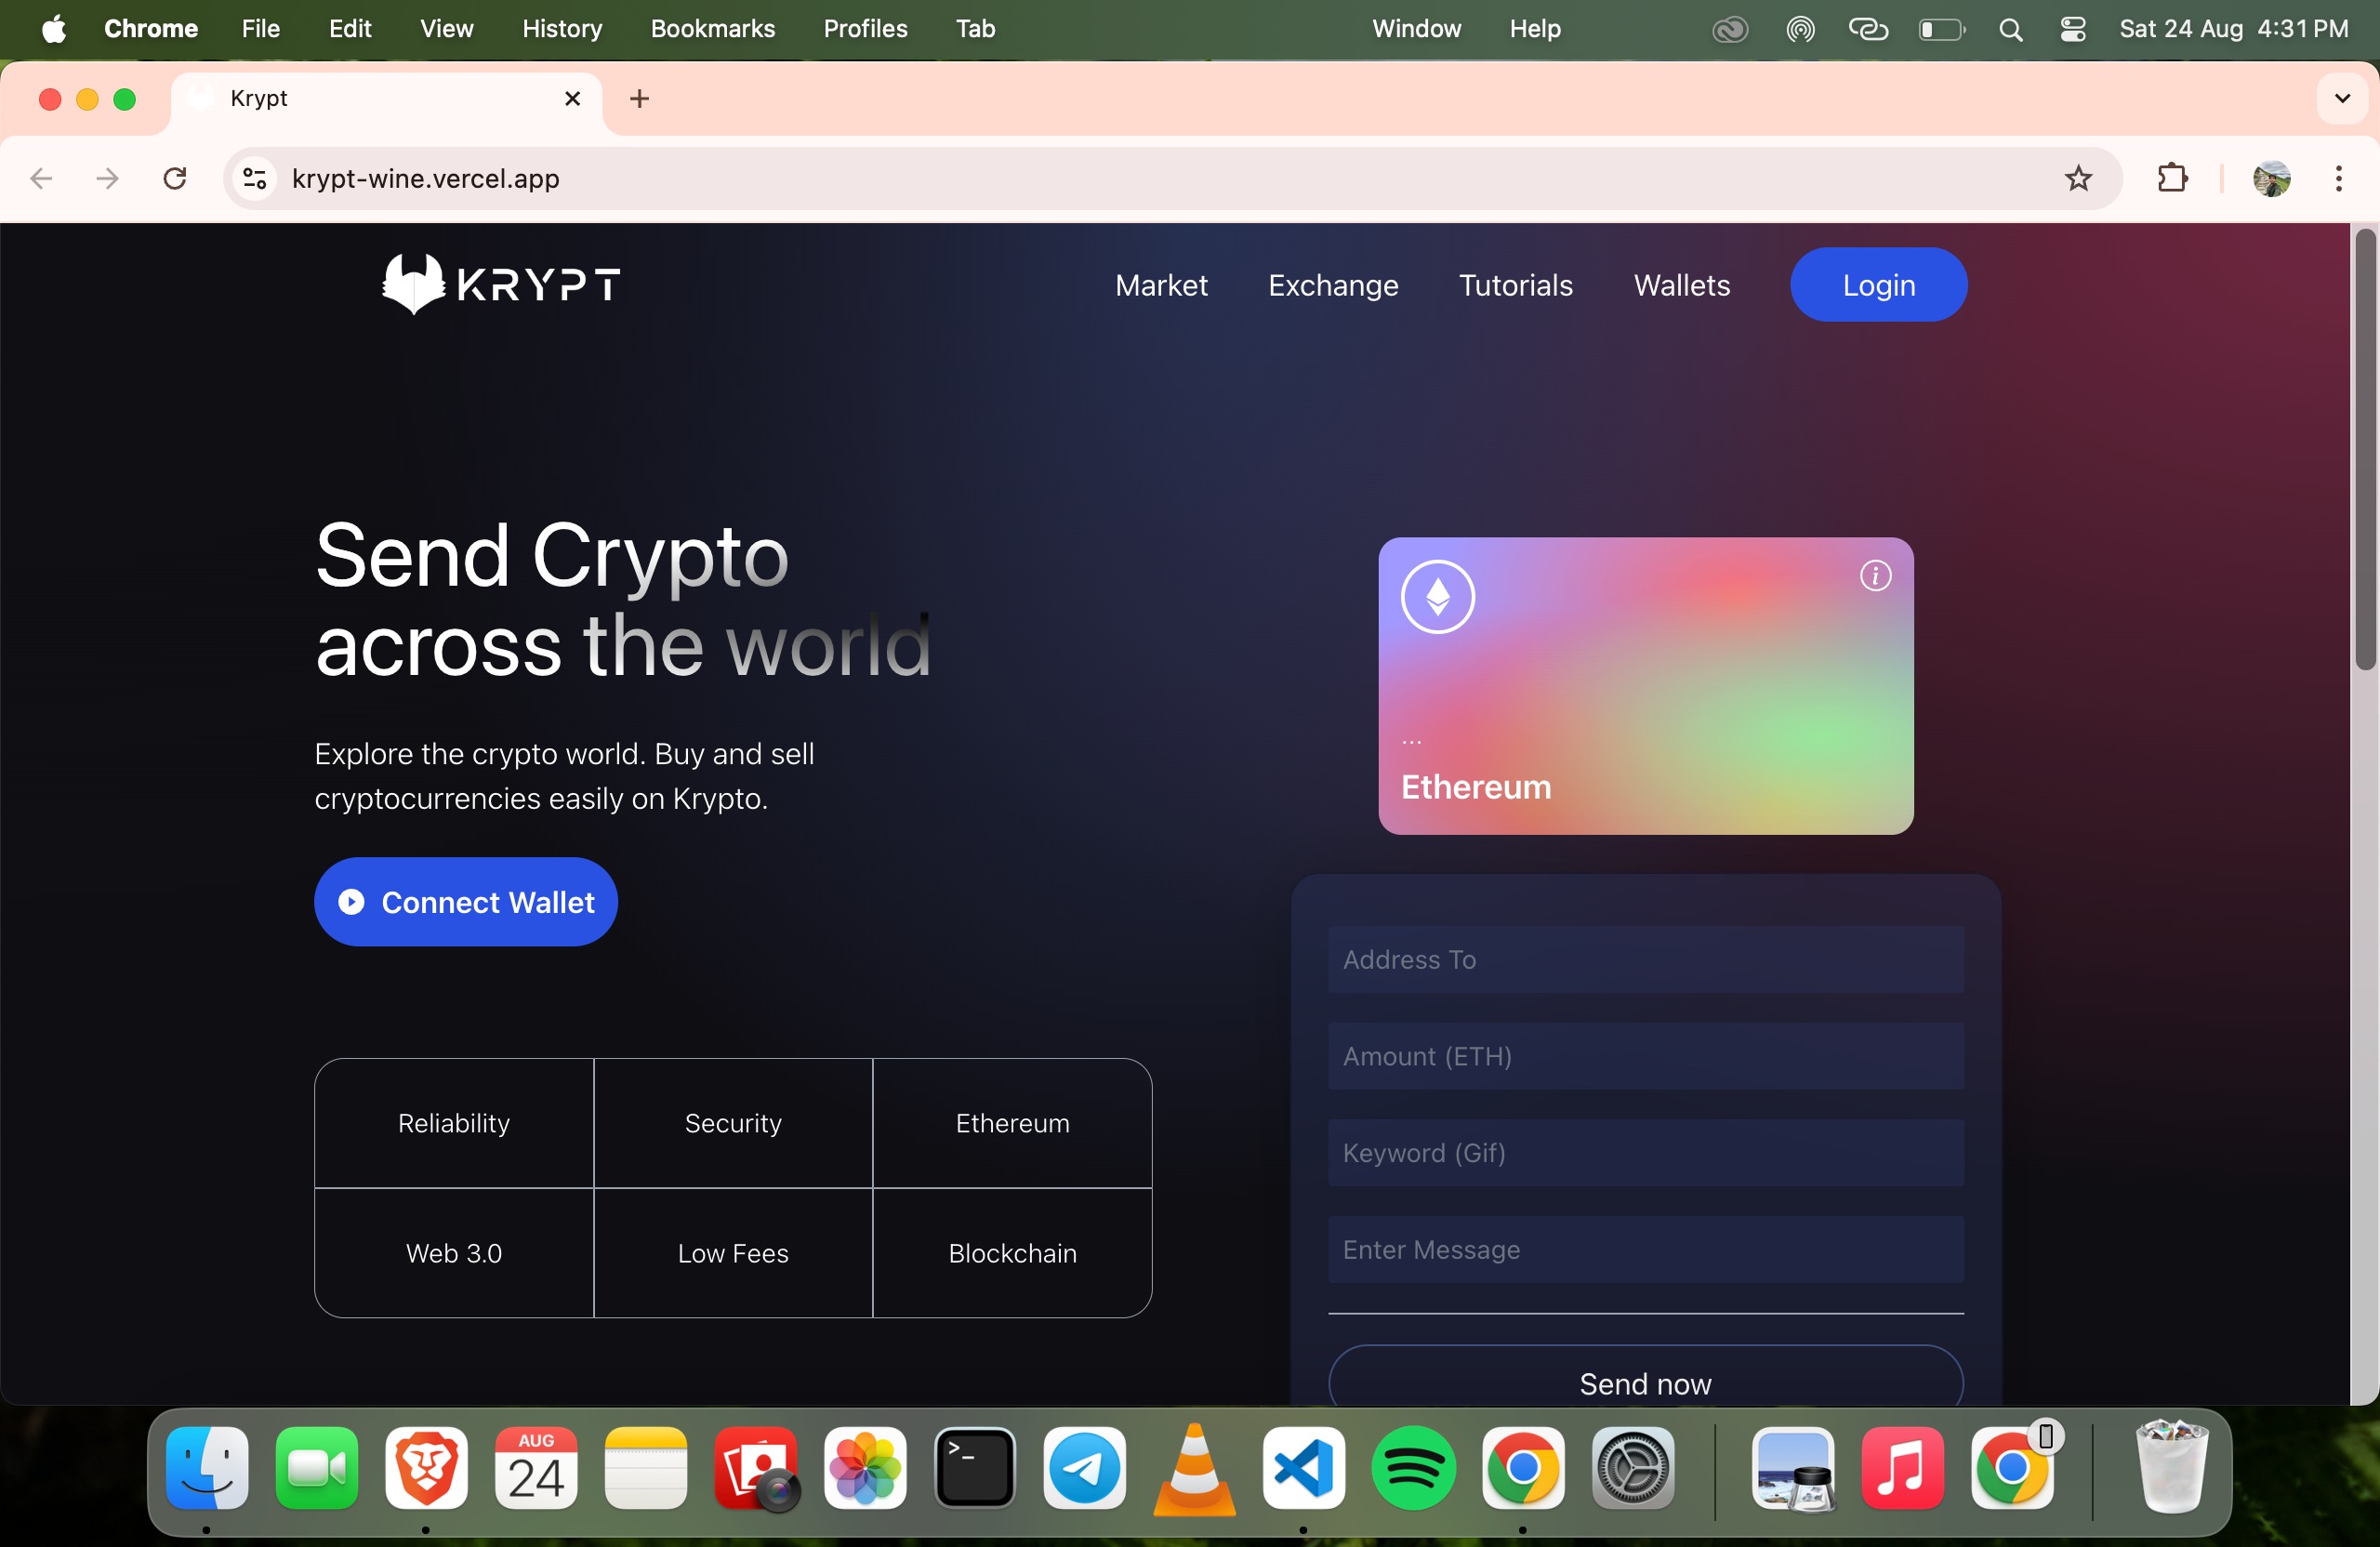 Chrome File Edit View History Bookmarks Profiles Tab Window Help Sat 24 Aug 4:31 PM
Krypt
krypt-wine.vercel.app
KRYPT
Market Exchange Tutorials Wallets Login
Send Crypto
across the world
Explore the crypto world. Buy and sell
cryptocurrencies easily on Krypto.
Connect Wallet
Reliability Security Ethereum
Web 3.0 Low Fees Blockchain
i
...
Ethereum
Address To
Amount (ETH)
Keyword (Gif)
Enter Message
Send now
AUG
24
>_